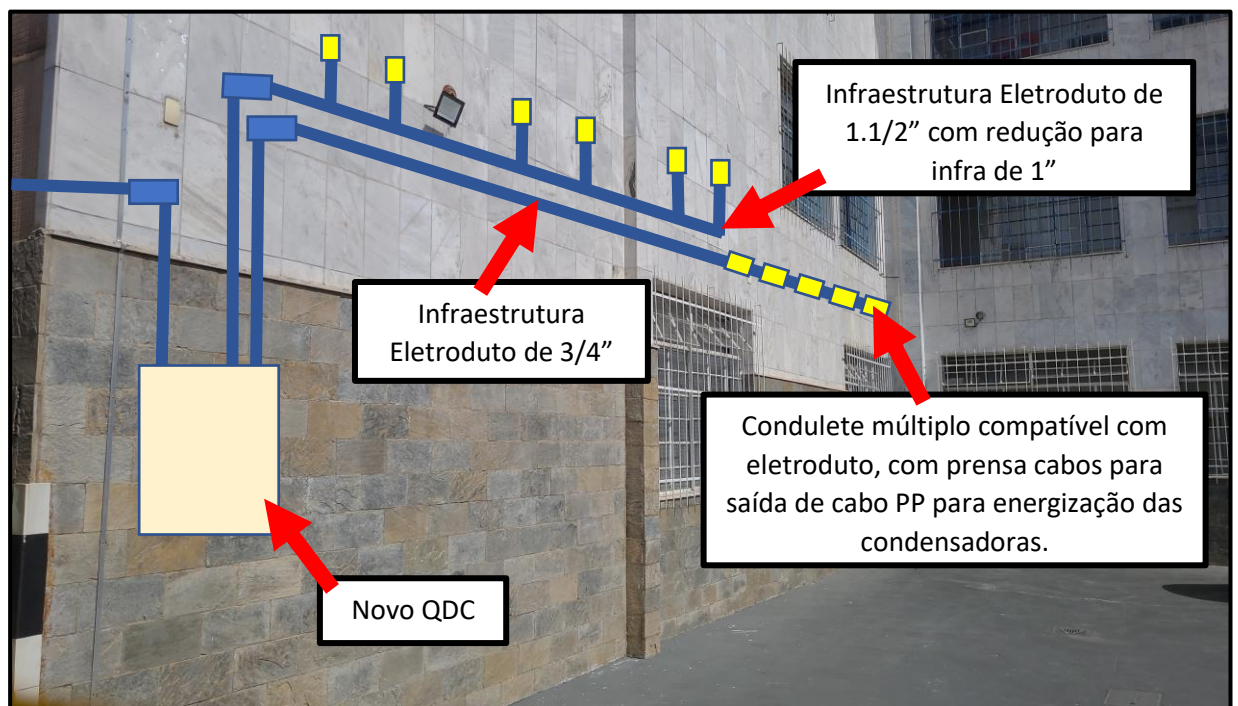 Infraestrutura Eletroduto de
1.1/2” com redução para
infra de 1”
Infraestrutura
Eletroduto de 3/4”
Condulete múltiplo compatível com
eletroduto, com prensa cabos para
saída de cabo PP para energização das
condensadoras.
Novo QDC